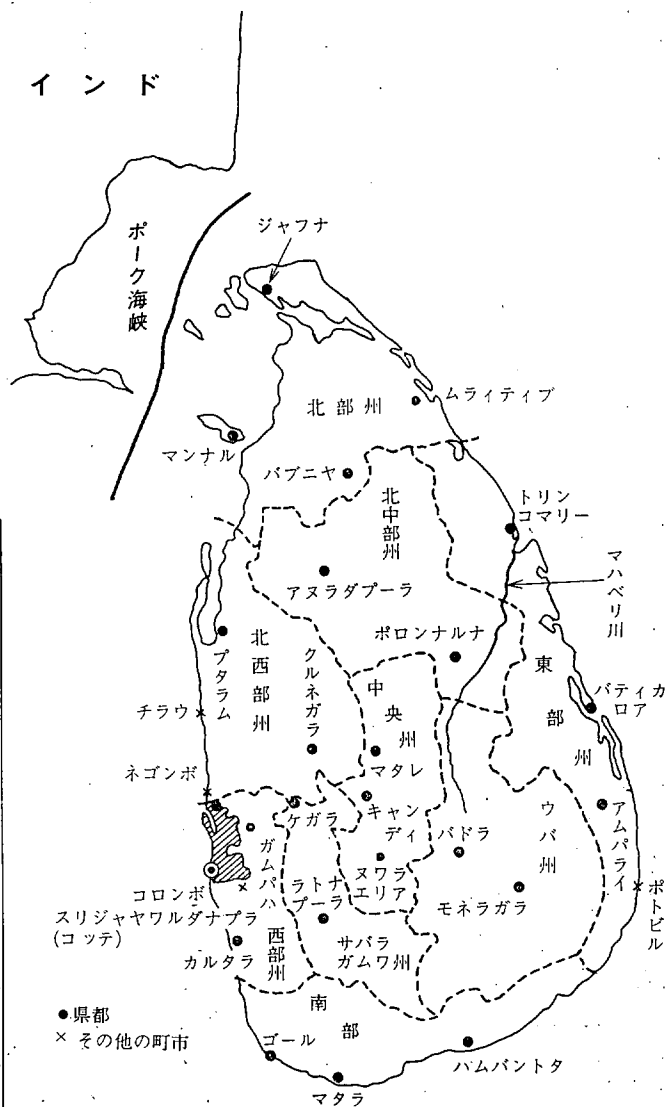 インド
ポーク海峡
ジャフナ
北部州
ムライティブ
マンナル
バブニヤ
北中部州
トリン
コマリー
アヌラダプーラ
マハベリ川
ポロンナルナ
プタラム
北西部州
クルネガラ
中央州
東部州
チラウ
バティカ
ロア
マタレ
ネゴンボ
ケガラ
キャン
ディ
バドラ
ウバ州
アムパライ
ガムパハ
ラトナ
プーラ
ヌワラ
エリア
モネラガラ
ポトビル
コロンボ
スリジャヤワルダナプラ
(コッテ)
カルタラ
西部州
サバラ
ガムワ州
●県都
× その他の町市
南部
ゴール
ハムバントタ
マタラ